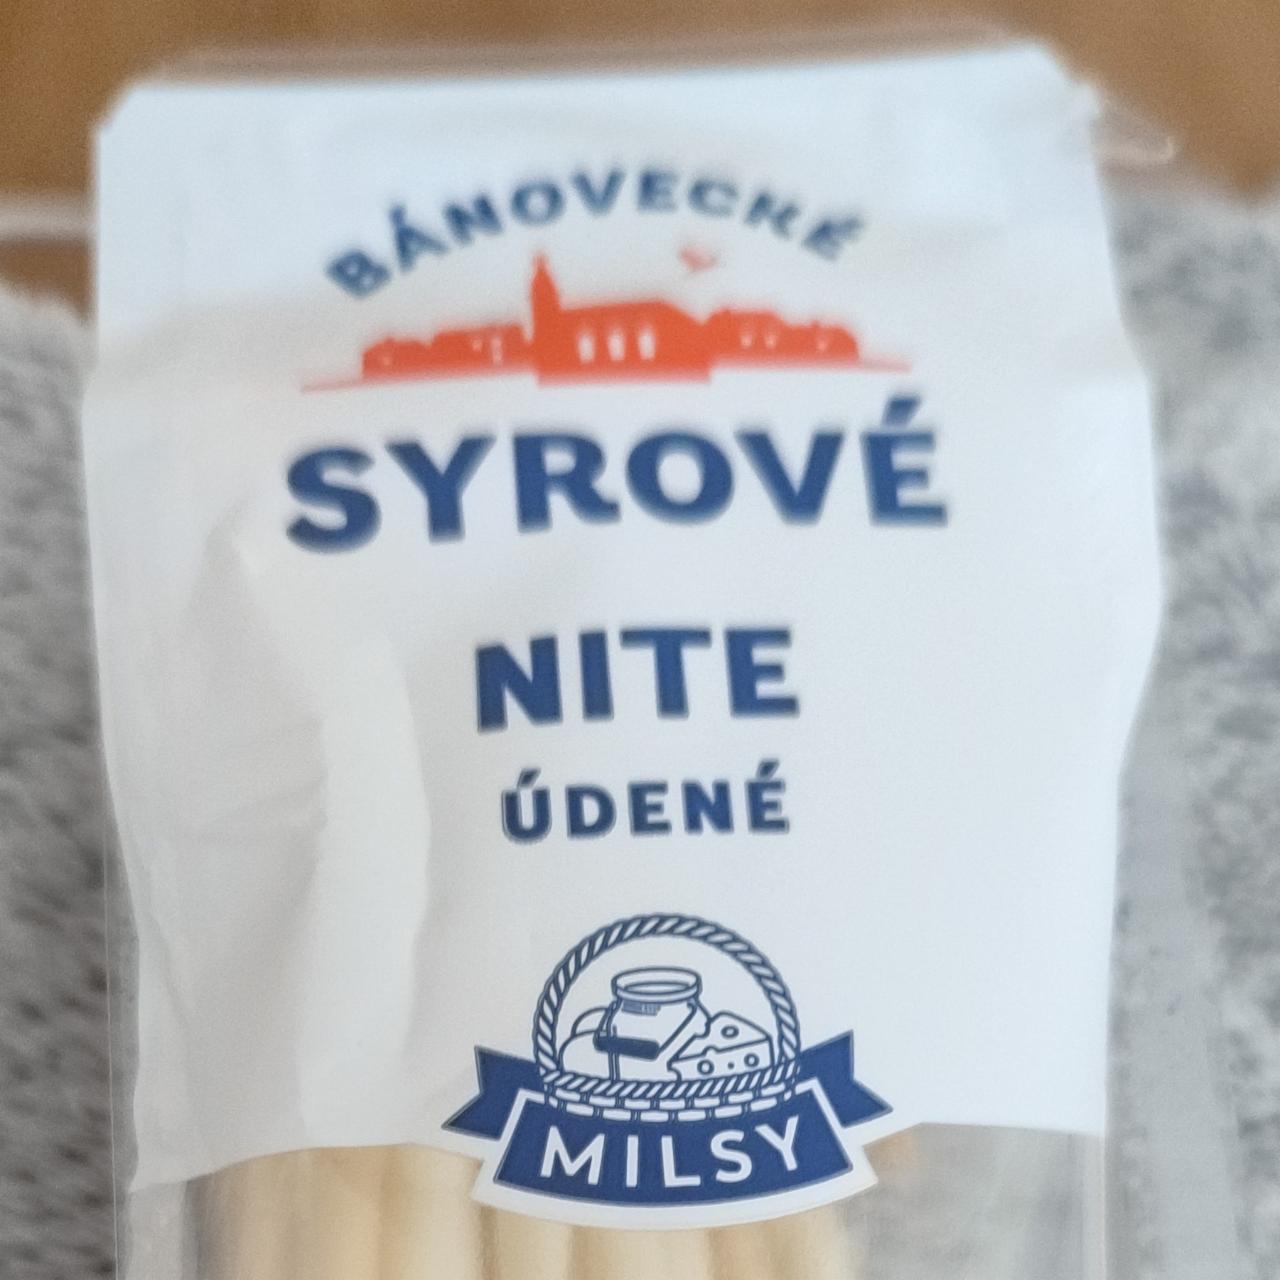 BÁNOVECKÉ
SYROVÉ
NITE
ÚDENÉ
MILSY